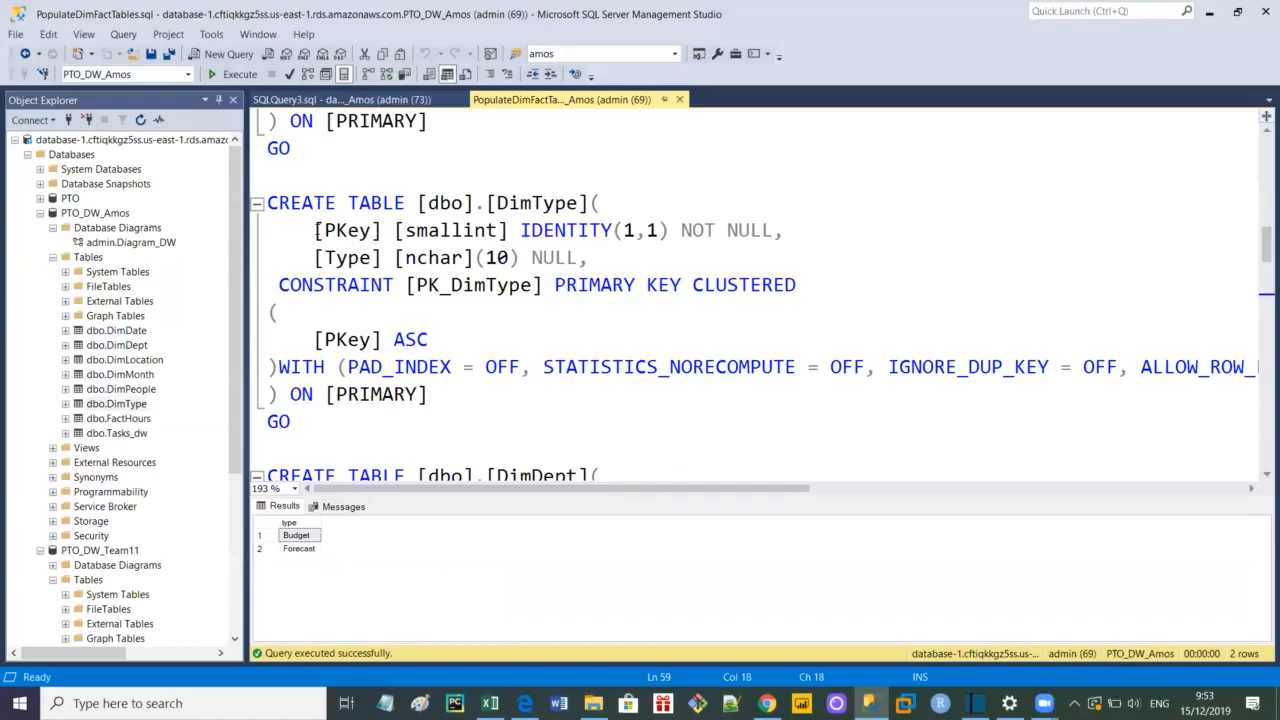 PopulateDimFactTables.sql - database-1.cftiqkkgz5ss.us-east-1.rds.amazonaws.com.PTO_DW_Amos (admin (69)) - Microsoft SQL Server Management Studio
Quick Launch (Ctrl+Q)
File Edit View Query Project Tools Window Help
New Query
amos
PTO_DW_Amos
Execute
Object Explorer
SQLQuery3.sql - da..._Amos (admin (73))
PopulateDimFactTa..._Amos (admin (69))
Connect
database-1.cftiqkkgz5ss.us-east-1.rds.amazo
Databases
System Databases
Database Snapshots
PTO
PTO_DW_Amos
Database Diagrams
admin.Diagram_DW
Tables
System Tables
FileTables
External Tables
Graph Tables
dbo.DimDate
dbo.DimDept
dbo.DimLocation
dbo.DimMonth
dbo.DimPeople
dbo.DimType
dbo.FactHours
dbo.Tasks_dw
Views
External Resources
Synonyms
Programmability
Service Broker
Storage
Security
PTO_DW_Team11
Database Diagrams
Tables
System Tables
FileTables
External Tables
Graph Tables
) ON [PRIMARY]
GO
CREATE TABLE [dbo].[DimType](
[PKey] [smallint] IDENTITY(1,1) NOT NULL,
[Type] [nchar](10) NULL,
CONSTRAINT [PK_DimType] PRIMARY KEY CLUSTERED
(
[PKey] ASC
)WITH (PAD_INDEX = OFF, STATISTICS_NORECOMPUTE = OFF, IGNORE_DUP_KEY = OFF, ALLOW_ROW_
) ON [PRIMARY]
GO
CREATE TABLE [dbo].[DimDept](
193 %
Results Messages
type
1 Budget
2 Forecast
Query executed successfully.
database-1.cftiqkkgz5ss.us-... admin (69) PTO_DW_Amos 00:00:00 2 rows
Ready
Ln 59 Col 18 Ch 18 INS
Type here to search
ENG
9:53
15/12/2019